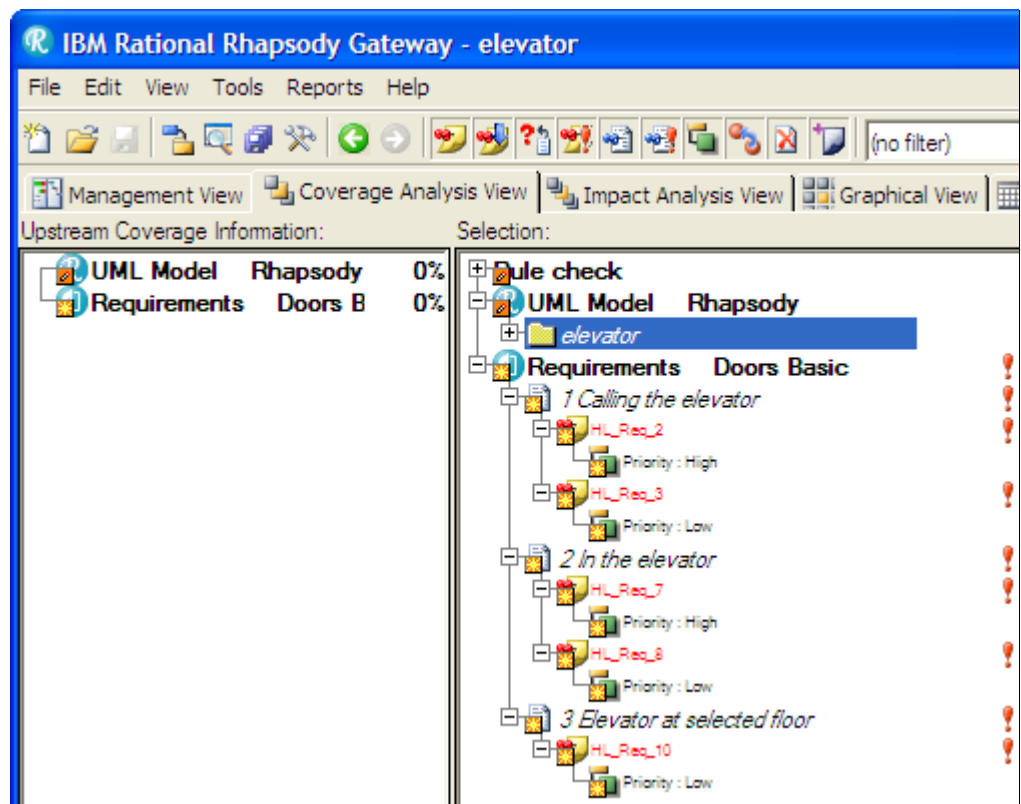 IBM Rational Rhapsody Gateway - elevator
File Edit View Tools Reports Help
(no filter)
Management View Coverage Analysis View Impact Analysis View Graphical View
Upstream Coverage Information:
UML Model Rhapsody 0%
Requirements Doors B 0%
Selection:
Rule check
UML Model Rhapsody
elevator
Requirements Doors Basic
1 Calling the elevator
HL_Req_2
Priority : High
HL_Req_3
Priority : Low
2 In the elevator
HL_Req_7
Priority : High
HL_Req_8
Priority : Low
3 Elevator at selected floor
HL_Req_10
Priority : Low